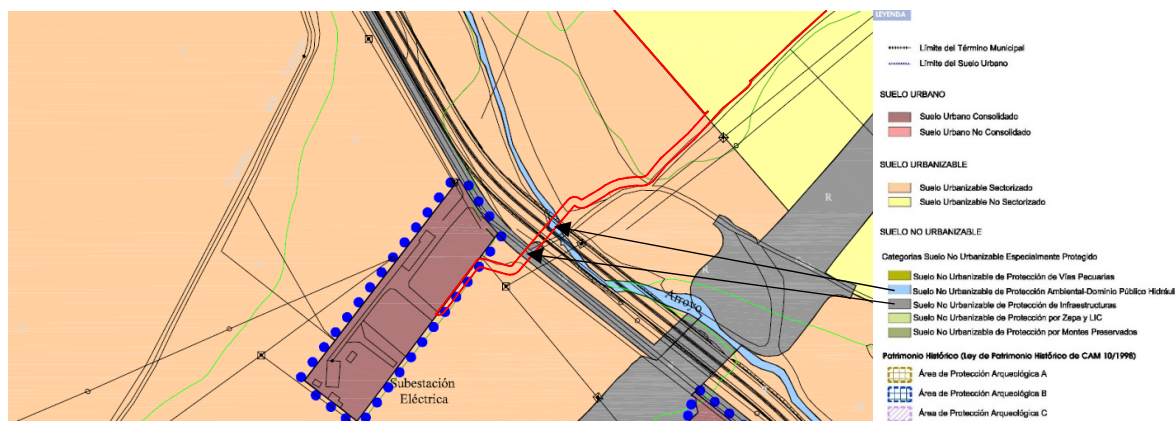 LEYENDA
Límite del Término Municipal
Límite del Suelo Urbano
SUELO URBANO
Suelo Urbano Consolidado
Suelo Urbano No Consolidado
SUELO URBANIZABLE
Suelo Urbanizable Sectorizado
Suelo Urbanizable No Sectorizado
SUELO NO URBANIZABLE
Categorías Suelo No Urbanizable Especialmente Protegido
Suelo No Urbanizable de Protección de Vías Pecuarias
Suelo No Urbanizable de Protección Ambiental-Dominio Público Hidrául
Suelo No Urbanizable de Protección de Infraestructuras
Suelo No Urbanizable de Protección por Zepa y LIC
Suelo No Urbanizable de Protección por Montes Preservados
Patrimonio Histórico (Ley de Patrimonio Histórico de CAM 10/1998)
Área de Protección Arqueológica A
Área de Protección Arqueológica B
Área de Protección Arqueológica C
R
R
Arroyo
Subestación
Eléctrica